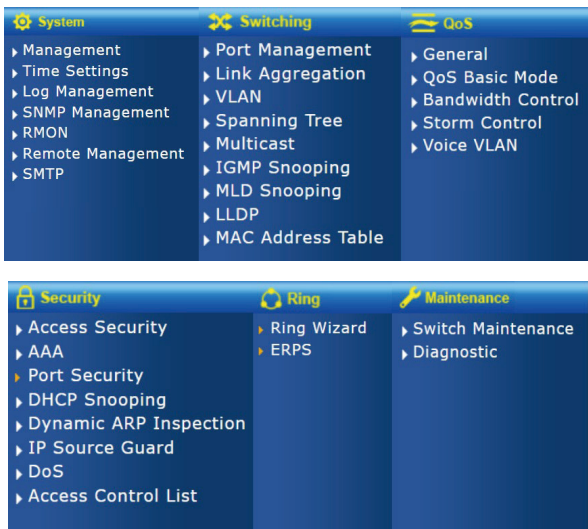 System
Management
Time Settings
Log Management
SNMP Management
RMON
Remote Management
SMTP
Switching
Port Management
Link Aggregation
VLAN
Spanning Tree
Multicast
IGMP Snooping
MLD Snooping
LLDP
MAC Address Table
QoS
General
QoS Basic Mode
Bandwidth Control
Storm Control
Voice VLAN
Security
Access Security
AAA
Port Security
DHCP Snooping
Dynamic ARP Inspection
IP Source Guard
DoS
Access Control List
Ring
Ring Wizard
ERPS
Maintenance
Switch Maintenance
Diagnostic